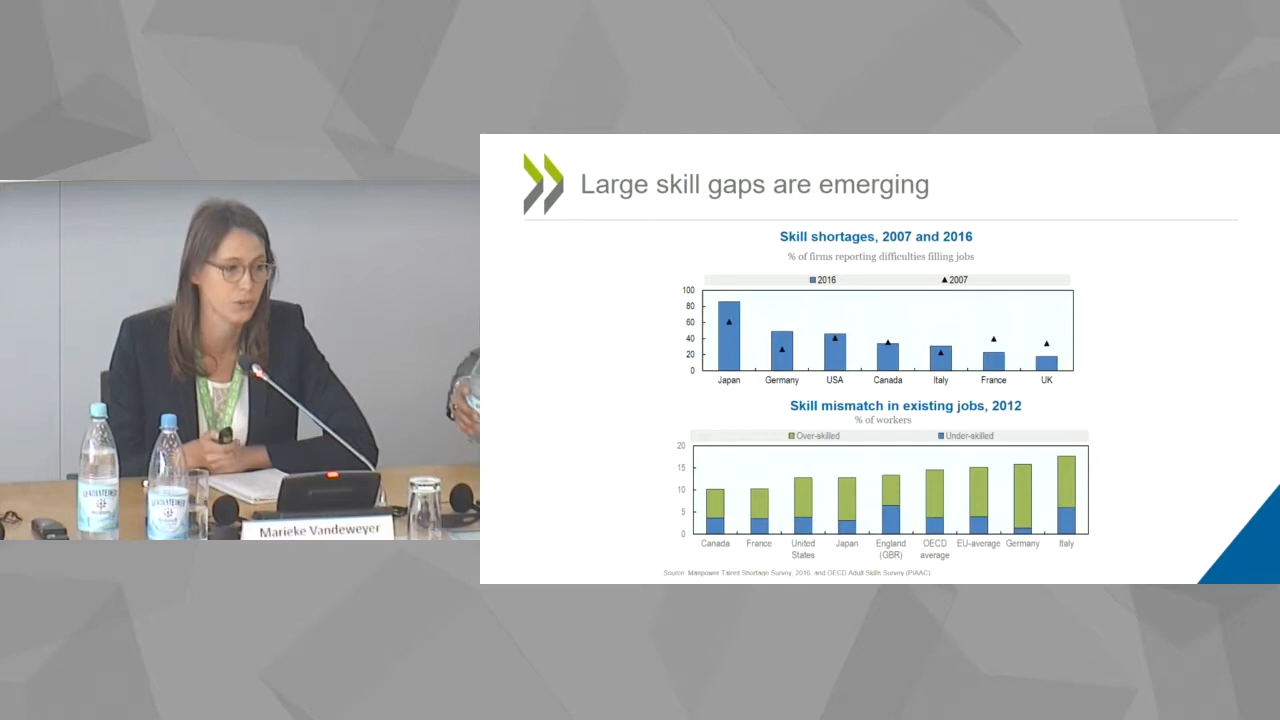 Large skill gaps are emerging
Skill shortages, 2007 and 2016
% of firms reporting difficulties filling jobs
2016 2007
100
80
60
40
20
0
Japan Germany USA Canada Italy France UK
Skill mismatch in existing jobs, 2012
% of workers
Over-skilled Under-skilled
20
15
10
5
0
Canada France United States Japan England (GBR) OECD average EU-average Germany Italy
Source: Manpower Talent Shortage Survey, 2016, and OECD Adult Skills Survey (PIAAC)
Marieke Vandeweyer